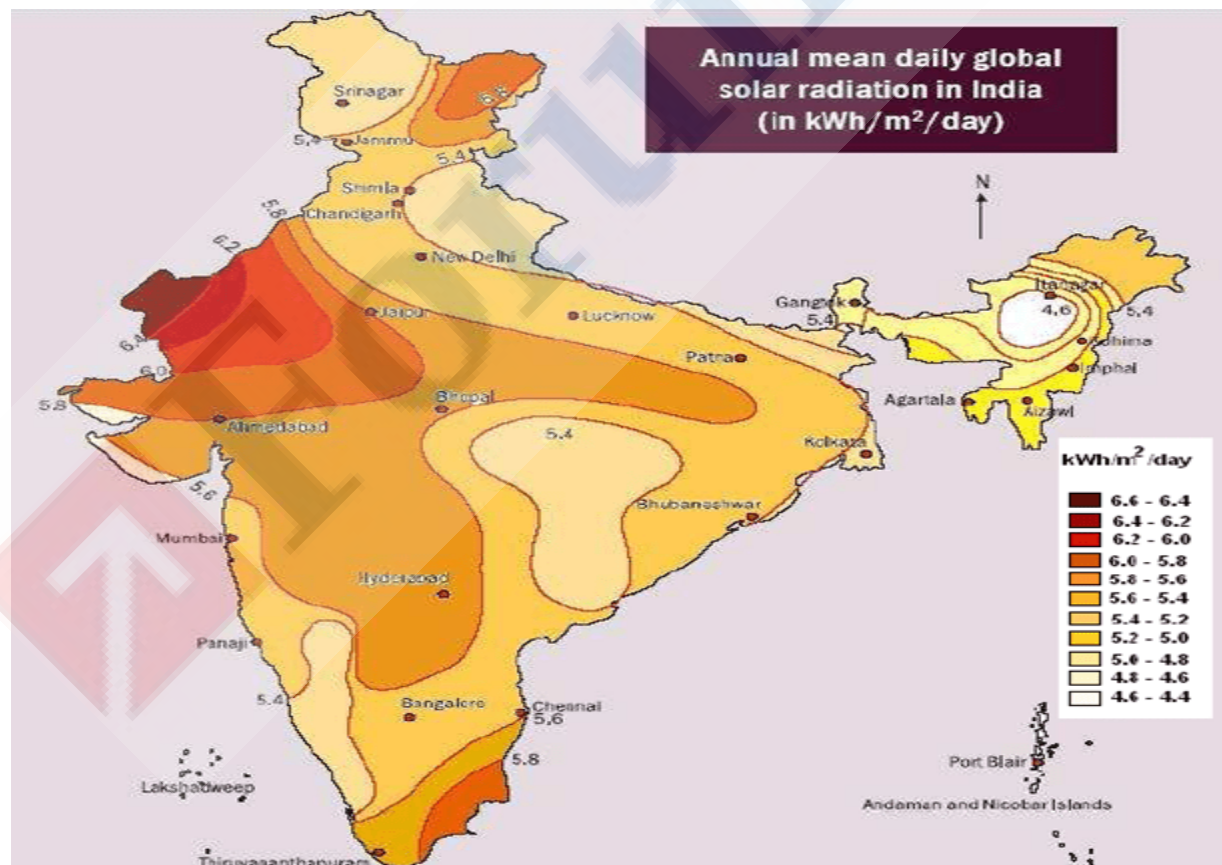 Annual mean daily global
solar radiation in India
(in kWh/m²/day)
Srinagar
6.2
5.4
Jammu
5.4
N
Shimla
5.8
Chandigarh
6.2
New Delhi
Itanagar
Gangtok
4.6
5.4
5.4
Jaipur
Lucknow
6.4
Kohima
Patna
Imphal
6.0
Bhopal
5.8
Agartala
Aizawl
Ahmedabad
5.4
Kolkata
kWh/m²/day
5.6
6.6 - 6.4
Bhubaneshwar
6.4 - 6.2
Mumbai
6.2 - 6.0
6.0 - 5.8
Hyderabad
5.8 - 5.6
5.6 - 5.4
5.4 - 5.2
Panaji
5.2 - 5.0
5.0 - 4.8
4.8 - 4.6
5.4
4.6 - 4.4
Bangalore
Chennai
5.6
5.8
Port Blair
Lakshadweep
Andaman and Nicobar Islands
Thiruvananthapuram
Forum